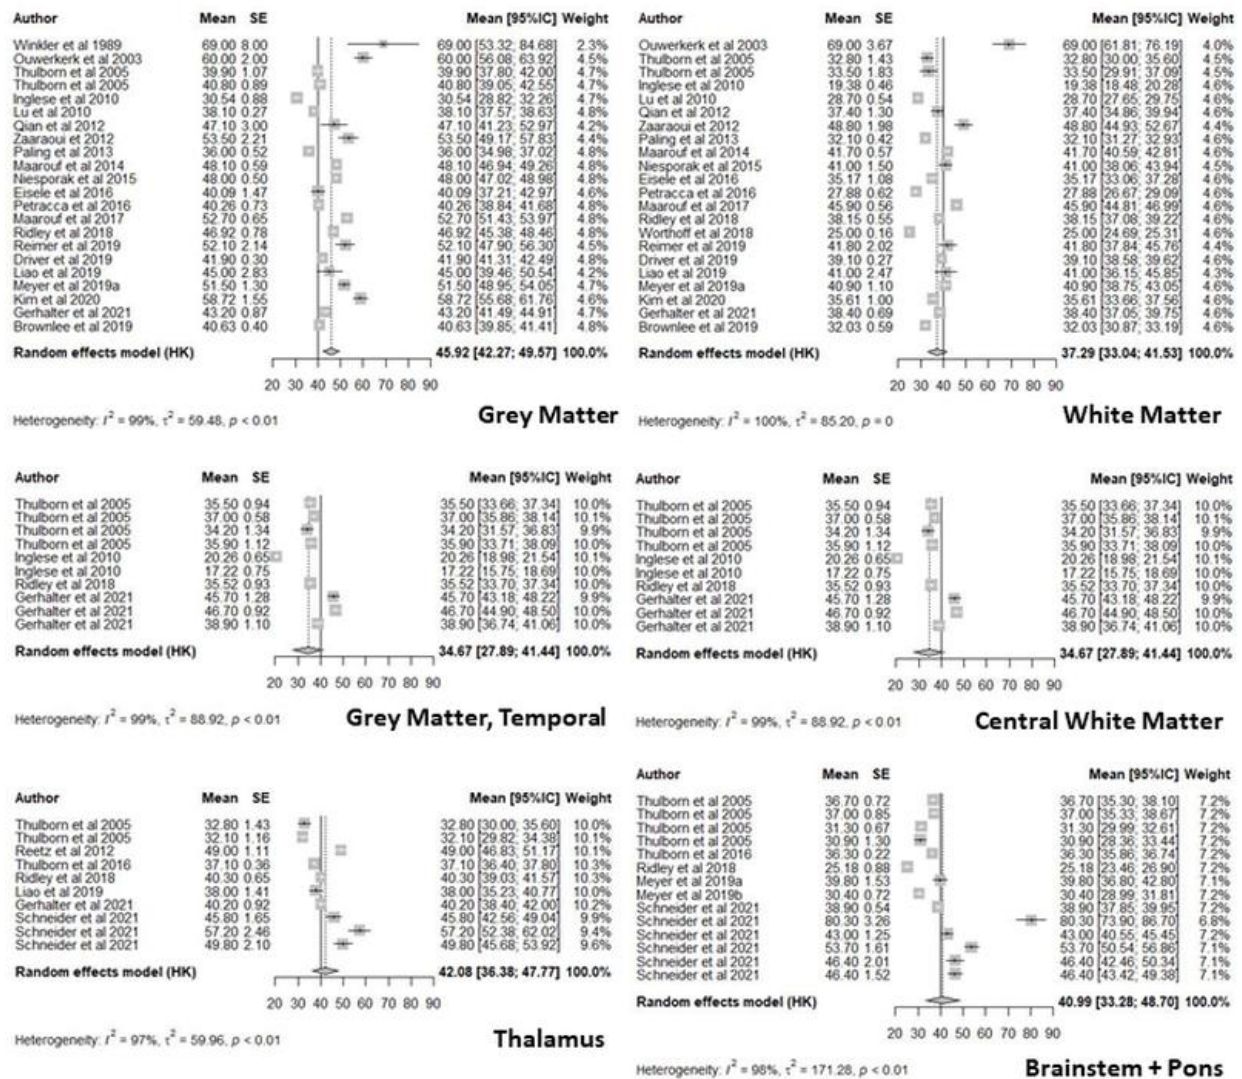 Author Mean SE Mean [95%IC] Weight
Winkler et al 1989 69.00 8.00 69.00 [53.32; 84.68] 2.3%
Ouwerkerk et al 2003 60.00 2.00 60.00 [56.08; 63.92] 4.5%
Thulborn et al 2005 39.90 1.07 39.90 [37.80; 42.00] 4.7%
Thulborn et al 2005 40.80 0.89 40.80 [39.05; 42.55] 4.7%
Inglese et al 2010 30.54 0.88 30.54 [28.82; 32.26] 4.7%
Lu et al 2010 38.10 0.27 38.10 [37.57; 38.63] 4.8%
Qian et al 2012 47.10 3.00 47.10 [41.23; 52.97] 4.2%
Zaaraoui et al 2012 53.50 2.21 53.50 [49.17; 57.83] 4.4%
Paling et al 2013 36.00 0.52 36.00 [34.98; 37.02] 4.8%
Maarouf et al 2014 48.10 0.59 48.10 [46.94; 49.26] 4.8%
Niesporak et al 2015 48.00 0.50 48.00 [47.02; 48.98] 4.8%
Eisele et al 2016 40.09 1.47 40.09 [37.21; 42.97] 4.6%
Petracca et al 2016 40.26 0.73 40.26 [38.84; 41.68] 4.8%
Maarouf et al 2017 52.70 0.65 52.70 [51.43; 53.97] 4.8%
Ridley et al 2018 46.92 0.78 46.92 [45.38; 48.46] 4.8%
Reimer et al 2019 52.10 2.14 52.10 [47.90; 56.30] 4.5%
Driver et al 2019 41.90 0.30 41.90 [41.31; 42.49] 4.8%
Liao et al 2019 45.00 2.83 45.00 [39.46; 50.54] 4.2%
Meyer et al 2019a 51.50 1.30 51.50 [48.95; 54.05] 4.7%
Kim et al 2020 58.72 1.55 58.72 [55.68; 61.76] 4.6%
Gerhalter et al 2021 43.20 0.87 43.20 [41.49; 44.91] 4.7%
Brownlee et al 2019 40.63 0.40 40.63 [39.85; 41.41] 4.8%
Random effects model (HK) 45.92 [42.27; 49.57] 100.0%
20 30 40 50 60 70 80 90
Heterogeneity: I² = 99%, τ² = 59.48, p < 0.01
Grey Matter
Author Mean SE Mean [95%IC] Weight
Ouwerkerk et al 2003 69.00 3.67 69.00 [61.81; 76.19] 4.0%
Thulborn et al 2005 32.80 1.43 32.80 [30.00; 35.60] 4.5%
Thulborn et al 2005 33.50 1.83 33.50 [29.91; 37.09] 4.5%
Inglese et al 2010 19.38 0.46 19.38 [18.48; 20.28] 4.6%
Lu et al 2010 28.70 0.54 28.70 [27.65; 29.75] 4.6%
Qian et al 2012 37.40 1.30 37.40 [34.86; 39.94] 4.6%
Zaaraoui et al 2012 48.80 1.98 48.80 [44.93; 52.67] 4.4%
Paling et al 2013 32.10 0.42 32.10 [31.27; 32.93] 4.6%
Maarouf et al 2014 41.70 0.57 41.70 [40.59; 42.81] 4.6%
Niesporak et al 2015 41.00 1.50 41.00 [38.06; 43.94] 4.5%
Eisele et al 2016 35.17 1.08 35.17 [33.06; 37.28] 4.6%
Petracca et al 2016 27.88 0.62 27.88 [26.67; 29.09] 4.6%
Maarouf et al 2017 45.90 0.56 45.90 [44.81; 46.99] 4.6%
Ridley et al 2018 38.15 0.55 38.15 [37.08; 39.22] 4.6%
Worthoff et al 2018 25.00 0.16 25.00 [24.69; 25.31] 4.6%
Reimer et al 2019 41.80 2.02 41.80 [37.84; 45.76] 4.4%
Driver et al 2019 39.10 0.27 39.10 [38.58; 39.62] 4.6%
Liao et al 2019 41.00 2.47 41.00 [36.15; 45.85] 4.3%
Meyer et al 2019a 40.90 1.10 40.90 [38.75; 43.05] 4.6%
Kim et al 2020 35.61 1.00 35.61 [33.66; 37.56] 4.6%
Gerhalter et al 2021 38.40 0.69 38.40 [37.05; 39.75] 4.6%
Brownlee et al 2019 32.03 0.59 32.03 [30.87; 33.19] 4.6%
Random effects model (HK) 37.29 [33.04; 41.53] 100.0%
20 30 40 50 60 70 80 90
Heterogeneity: I² = 100%, τ² = 85.20, p = 0
White Matter
Author Mean SE Mean [95%IC] Weight
Thulborn et al 2005 35.50 0.94 35.50 [33.66; 37.34] 10.0%
Thulborn et al 2005 37.00 0.58 37.00 [35.86; 38.14] 10.1%
Thulborn et al 2005 34.20 1.34 34.20 [31.57; 36.83] 9.9%
Thulborn et al 2005 35.90 1.12 35.90 [33.71; 38.09] 10.0%
Inglese et al 2010 20.26 0.65 20.26 [18.98; 21.54] 10.1%
Inglese et al 2010 17.22 0.75 17.22 [15.75; 18.69] 10.0%
Ridley et al 2018 35.52 0.93 35.52 [33.70; 37.34] 10.0%
Gerhalter et al 2021 45.70 1.28 45.70 [43.18; 48.22] 9.9%
Gerhalter et al 2021 46.70 0.92 46.70 [44.90; 48.50] 10.0%
Gerhalter et al 2021 38.90 1.10 38.90 [36.74; 41.06] 10.0%
Random effects model (HK) 34.67 [27.89; 41.44] 100.0%
20 30 40 50 60 70 80 90
Heterogeneity: I² = 99%, τ² = 88.92, p < 0.01
Grey Matter, Temporal
Author Mean SE Mean [95%IC] Weight
Thulborn et al 2005 35.50 0.94 35.50 [33.66; 37.34] 10.0%
Thulborn et al 2005 37.00 0.58 37.00 [35.86; 38.14] 10.1%
Thulborn et al 2005 34.20 1.34 34.20 [31.57; 36.83] 9.9%
Thulborn et al 2005 35.90 1.12 35.90 [33.71; 38.09] 10.0%
Inglese et al 2010 20.26 0.65 20.26 [18.98; 21.54] 10.1%
Inglese et al 2010 17.22 0.75 17.22 [15.75; 18.69] 10.0%
Ridley et al 2018 35.52 0.93 35.52 [33.70; 37.34] 10.0%
Gerhalter et al 2021 45.70 1.28 45.70 [43.18; 48.22] 9.9%
Gerhalter et al 2021 46.70 0.92 46.70 [44.90; 48.50] 10.0%
Gerhalter et al 2021 38.90 1.10 38.90 [36.74; 41.06] 10.0%
Random effects model (HK) 34.67 [27.89; 41.44] 100.0%
20 30 40 50 60 70 80 90
Heterogeneity: I² = 99%, τ² = 88.92, p < 0.01
Central White Matter
Author Mean SE Mean [95%IC] Weight
Thulborn et al 2005 32.80 1.43 32.80 [30.00; 35.60] 10.0%
Thulborn et al 2005 32.10 1.16 32.10 [29.82; 34.38] 10.1%
Reetz et al 2012 49.00 1.11 49.00 [46.83; 51.17] 10.1%
Thulborn et al 2016 37.10 0.36 37.10 [36.40; 37.80] 10.3%
Ridley et al 2018 40.30 0.65 40.30 [39.03; 41.57] 10.3%
Liao et al 2019 38.00 1.41 38.00 [35.23; 40.77] 10.0%
Gerhalter et al 2021 40.20 0.92 40.20 [38.40; 42.00] 10.2%
Schneider et al 2021 45.80 1.65 45.80 [42.56; 49.04] 9.9%
Schneider et al 2021 57.20 2.46 57.20 [52.38; 62.02] 9.4%
Schneider et al 2021 49.80 2.10 49.80 [45.68; 53.92] 9.6%
Random effects model (HK) 42.08 [36.38; 47.77] 100.0%
20 30 40 50 60 70 80 90
Heterogeneity: I² = 97%, τ² = 59.96, p < 0.01
Thalamus
Author Mean SE Mean [95%IC] Weight
Thulborn et al 2005 36.70 0.72 36.70 [35.30; 38.10] 7.2%
Thulborn et al 2005 37.00 0.85 37.00 [35.33; 38.67] 7.2%
Thulborn et al 2005 31.30 0.67 31.30 [29.99; 32.61] 7.2%
Thulborn et al 2005 30.90 1.30 30.90 [28.36; 33.44] 7.2%
Thulborn et al 2016 36.30 0.22 36.30 [35.86; 36.74] 7.2%
Ridley et al 2018 25.18 0.88 25.18 [23.46; 26.90] 7.2%
Meyer et al 2019a 39.80 1.53 39.80 [36.80; 42.80] 7.1%
Meyer et al 2019b 30.40 0.72 30.40 [28.99; 31.81] 7.2%
Schneider et al 2021 38.90 0.54 38.90 [37.85; 39.95] 7.2%
Schneider et al 2021 80.30 3.26 80.30 [73.90; 86.70] 6.8%
Schneider et al 2021 43.00 1.25 43.00 [40.55; 45.45] 7.2%
Schneider et al 2021 53.70 1.61 53.70 [50.54; 56.86] 7.1%
Schneider et al 2021 46.40 2.01 46.40 [42.46; 50.34] 7.1%
Schneider et al 2021 46.40 1.52 46.40 [43.42; 49.38] 7.1%
Random effects model (HK) 40.99 [33.28; 48.70] 100.0%
20 30 40 50 60 70 80 90
Heterogeneity: I² = 98%, τ² = 171.28, p < 0.01
Brainstem + Pons